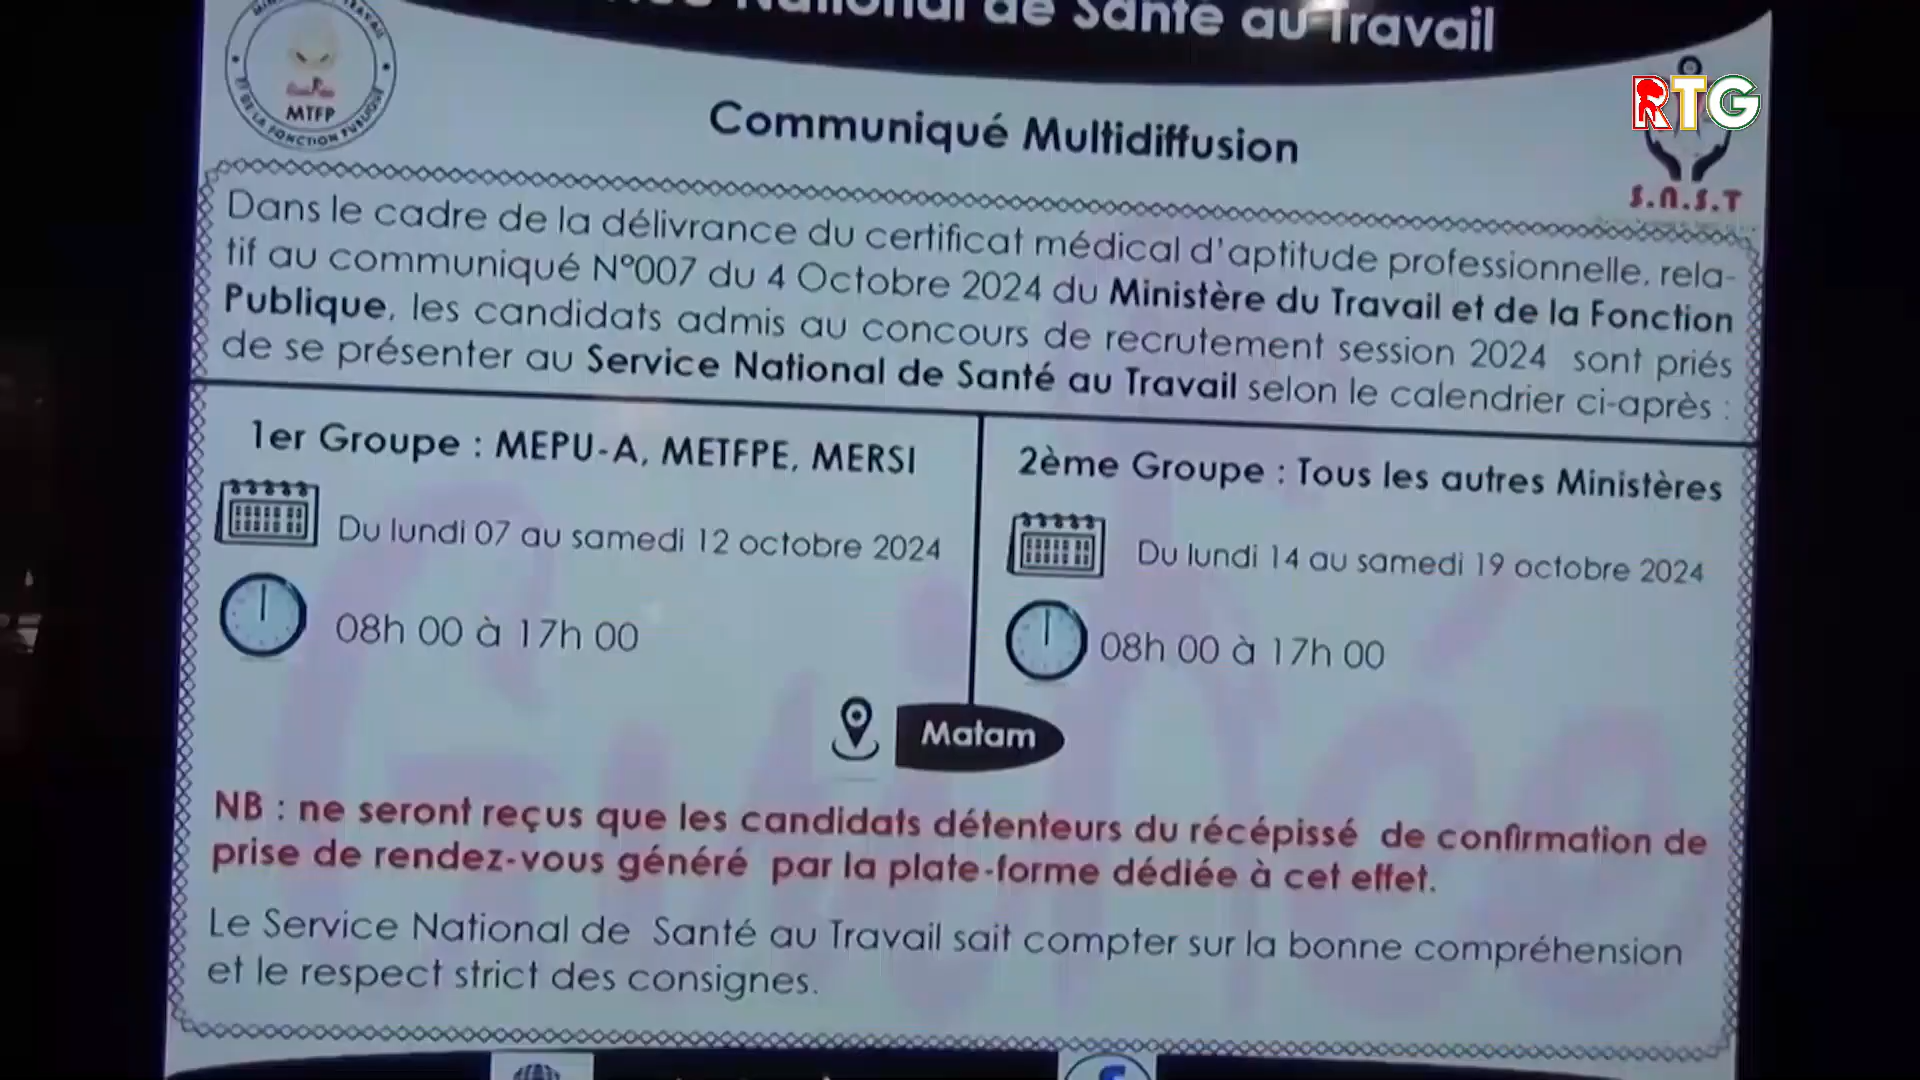 National de Santé au Travail
RTG
MTFP
ET DE LA FONCTION PUBLIQUE
S.N.S.T
Communiqué Multidiffusion
Dans le cadre de la délivrance du certificat médical d'aptitude professionnelle, rela-
tif au communiqué N°007 du 4 Octobre 2024 du Ministère du Travail et de la Fonction
Publique, les candidats admis au concours de recrutement session 2024 sont priés
de se présenter au Service National de Santé au Travail selon le calendrier ci-après :
1er Groupe : MEPU-A, METFPE, MERSI
Du lundi 07 au samedi 12 octobre 2024
08h 00 à 17h 00
2ème Groupe : Tous les autres Ministères
Du lundi 14 au samedi 19 octobre 2024
08h 00 à 17h 00
Matam
NB : ne seront reçus que les candidats détenteurs du récépissé de confirmation de
prise de rendez-vous généré par la plate-forme dédiée à cet effet.
Le Service National de Santé au Travail sait compter sur la bonne compréhension
et le respect strict des consignes.